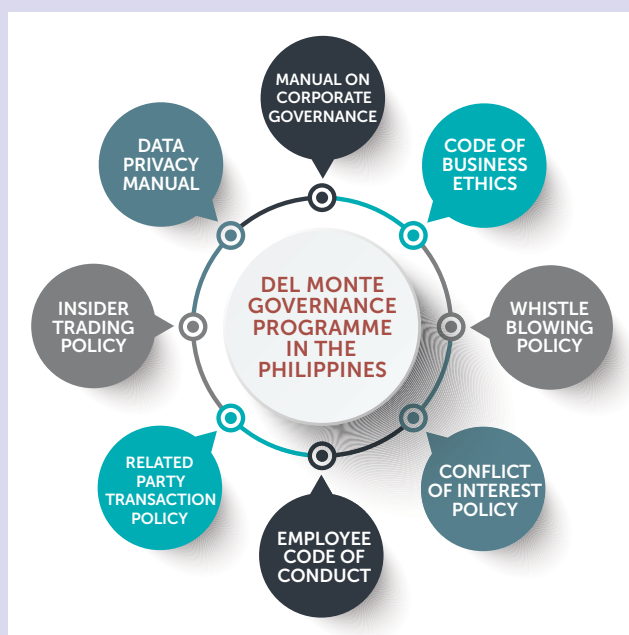 MANUAL ON
CORPORATE
GOVERNANCE
CODE OF
BUSINESS
ETHICS
WHISTLE
BLOWING
POLICY
CONFLICT
OF INTEREST
POLICY
EMPLOYEE
CODE OF
CONDUCT
RELATED
PARTY
TRANSACTION
POLICY
INSIDER
TRADING
POLICY
DATA
PRIVACY
MANUAL
DEL MONTE
GOVERNANCE
PROGRAMME
IN THE
PHILIPPINES